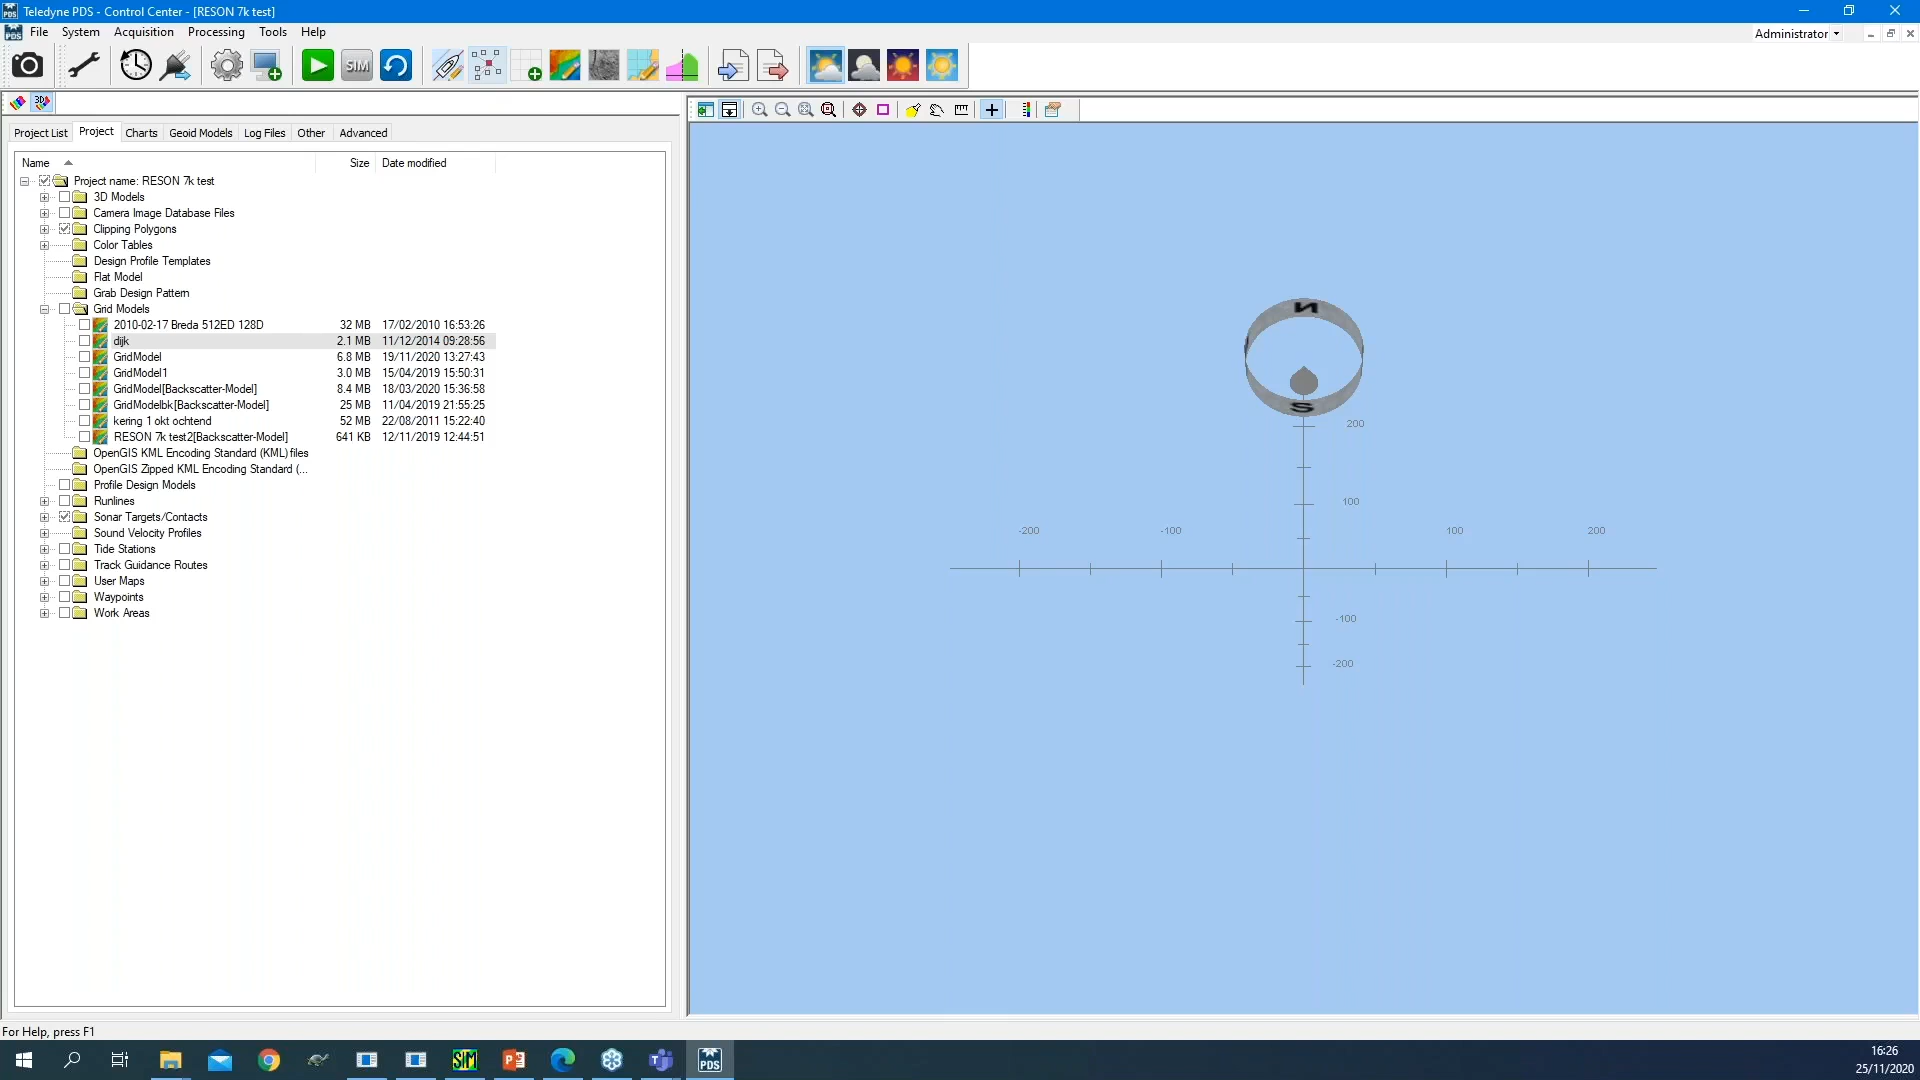 Teledyne PDS - Control Center - [RESON 7k test]
File System Acquisition Processing Tools Help
Administrator
SIM
3D
Project List Project Charts Geoid Models Log Files Other Advanced
Name Size Date modified
Project name: RESON 7k test
3D Models
Camera Image Database Files
Clipping Polygons
Color Tables
Design Profile Templates
Flat Model
Grab Design Pattern
Grid Models
2010-02-17 Breda 512ED 128D 32 MB 17/02/2010 16:53:26
dijk 2.1 MB 11/12/2014 09:28:56
GridModel 6.8 MB 19/11/2020 13:27:43
GridModel1 3.0 MB 15/04/2019 15:50:31
GridModel[Backscatter-Model] 8.4 MB 18/03/2020 15:36:58
GridModelbk[Backscatter-Model] 25 MB 11/04/2019 21:55:25
kering 1 okt ochtend 52 MB 22/08/2011 15:22:40
RESON 7k test2[Backscatter-Model] 641 KB 12/11/2019 12:44:51
OpenGIS KML Encoding Standard (KML) files
OpenGIS Zipped KML Encoding Standard (...
Profile Design Models
Runlines
Sonar Targets/Contacts
Sound Velocity Profiles
Tide Stations
Track Guidance Routes
User Maps
Waypoints
Work Areas
N
S
200
100
-200 -100 100 200
-100
-200
For Help, press F1
SIM
PDS
16:26
25/11/2020